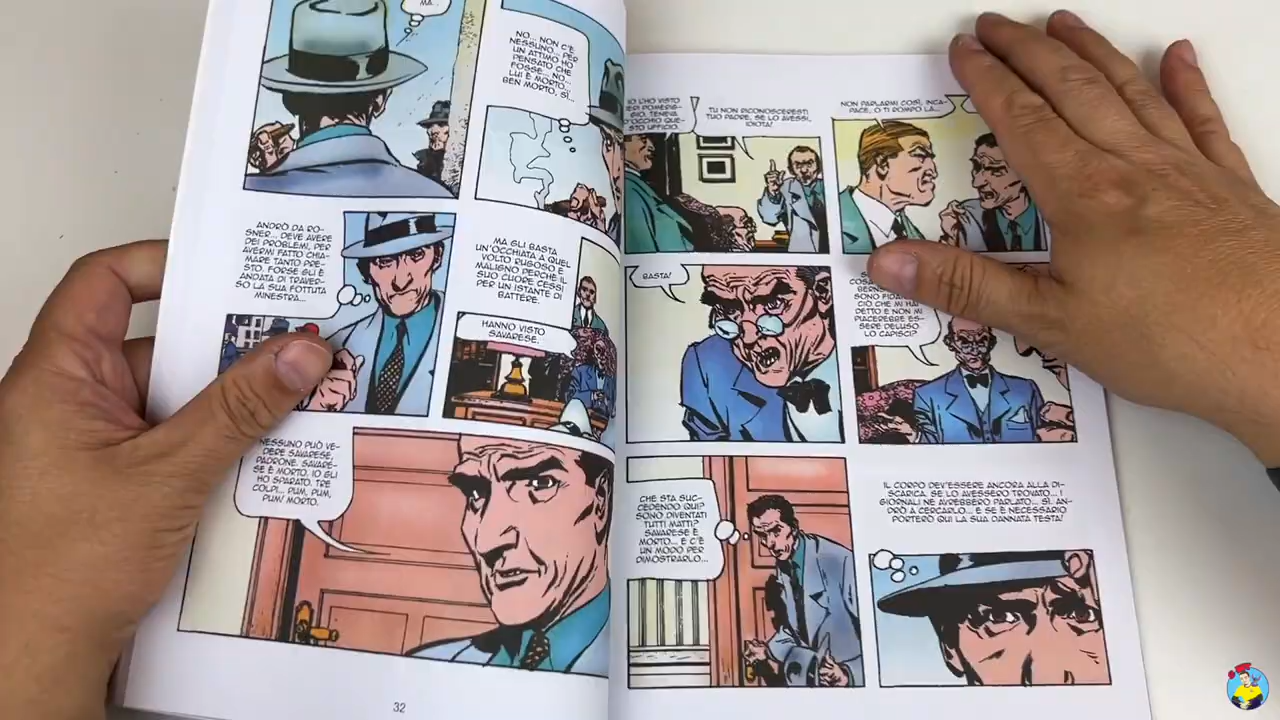 MA..
NO... NON C'È
NESSUNO... PER
UN ATTIMO HO
PENSATO CHE
FOSSE... NO...
LUI È MORTO...
BEN MORTO, SÌ...
ANDRÒ DA RO-
SNER... DEVE AVERE
DEI PROBLEMI, PER
AVERMI FATTO CHIA-
MARE TANTO PRE-
STO. FORSE GLI È
ANDATA DI TRAVER-
SO LA SUA FOTTUTA
MINESTRA...
MA GLI BASTA
UN'OCCHIATA A QUEL
VOLTO RUGOSO E
MALIGNO PERCHÉ IL
SUO CUORE CESSI
PER UN ISTANTE DI
BATTERE.
HANNO VISTO
SAVARESE.
NESSUNO PUÒ VE-
DERE SAVARESE,
PADRONE. SAVARE-
SE È MORTO. IO GLI
HO SPARATO. TRE
COLPI... PUM, PUM,
PUM! MORTO.
32
IO L'HO VISTO
IERI POMERIG-
GIO. TENEVA
D'OCCHIO QUE-
STO UFFICIO.
TU NON RICONOSCERESTI
TUO PADRE, SE LO AVESSI,
IDIOTA!
NON PARLARMI COSÌ, INCA-
PACE, O TI ROMPO LA...
BASTA!
COSA
BERN
SONO FIDA
CIÒ CHE MI HAI
DETTO E NON MI
PIACEREBBE ES-
SERE DELUSO.
LO CAPISCI?
CHE STA SUC-
CEDENDO QUI?
SONO DIVENTATI
TUTTI MATTI?
SAVARESE È
MORTO... E C'È
UN MODO PER
DIMOSTRARLO...
IL CORPO DEV'ESSERE ANCORA ALLA DI-
SCARICA. SE LO AVESSERO TROVATO... I
GIORNALI NE AVREBBERO PARLATO... SÌ, AN-
DRÒ A CERCARLO... E SE È NECESSARIO
PORTERÒ QUI LA SUA DANNATA TESTA!